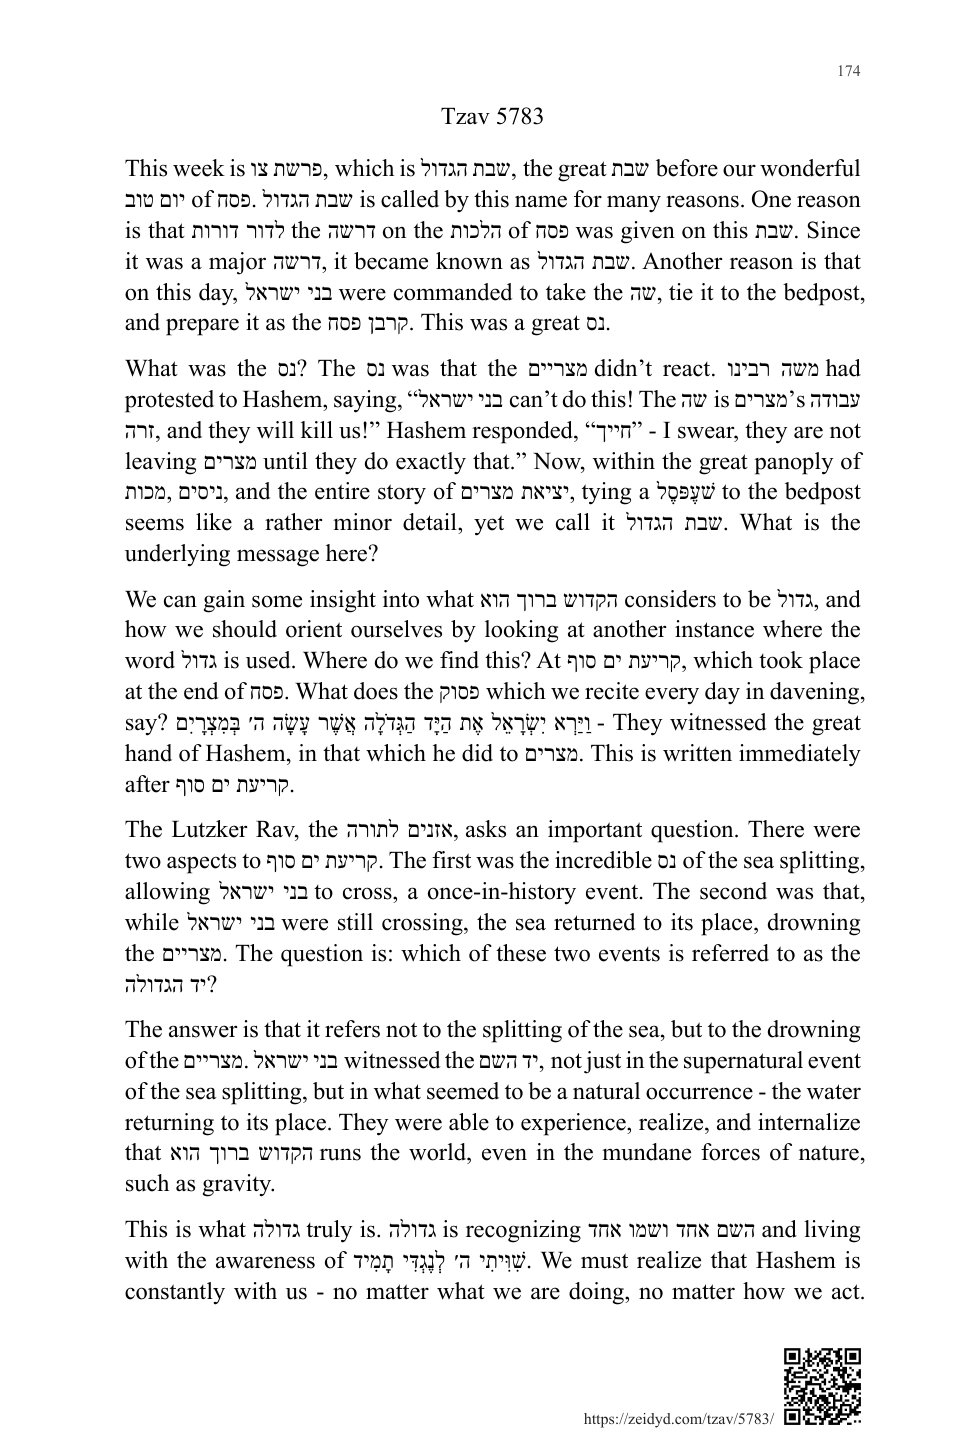 174
Tzav 5783
This week is פרשת צו, which is שבת הגדול, the great שבת before our wonderful
יום טוב of פסח. שבת הגדול is called by this name for many reasons. One reason
is that לדור דורות the דרשה on the הלכות of פסח was given on this שבת. Since
it was a major דרשה, it became known as שבת הגדול. Another reason is that
on this day, בני ישראל were commanded to take the שה, tie it to the bedpost,
and prepare it as the קרבן פסח. This was a great נס.
What was the נס? The נס was that the מצריים didn’t react. משה רבינו had
protested to Hashem, saying, “בני ישראל can’t do this! The שה is מצרים’s עבודה
זרה, and they will kill us!” Hashem responded, “חייך” - I swear, they are not
leaving מצרים until they do exactly that.” Now, within the great panoply of
מכות, ניסים, and the entire story of יציאת מצרים, tying a שֶׁעפּסֶל to the bedpost
seems like a rather minor detail, yet we call it שבת הגדול. What is the
underlying message here?
We can gain some insight into what הקדוש ברוך הוא considers to be גדול, and
how we should orient ourselves by looking at another instance where the
word גדול is used. Where do we find this? At קריעת ים סוף, which took place
at the end of פסח. What does the פסוק which we recite every day in davening,
say? וַיַּרְא יִשְׂרָאֵל אֶת הַיָּד הַגְּדֹלָה אֲשֶׁר עָשָׂה ה׳ בְּמִצְרָיִם - They witnessed the great
hand of Hashem, in that which he did to מצרים. This is written immediately
after קריעת ים סוף.
The Lutzker Rav, the אזנים לתורה, asks an important question. There were
two aspects to קריעת ים סוף. The first was the incredible נס of the sea splitting,
allowing בני ישראל to cross, a once-in-history event. The second was that,
while בני ישראל were still crossing, the sea returned to its place, drowning
the מצריים. The question is: which of these two events is referred to as the
יד הגדולה?
The answer is that it refers not to the splitting of the sea, but to the drowning
of the מצריים. בני ישראל witnessed the יד השם, not just in the supernatural event
of the sea splitting, but in what seemed to be a natural occurrence - the water
returning to its place. They were able to experience, realize, and internalize
that הקדוש ברוך הוא runs the world, even in the mundane forces of nature,
such as gravity.
This is what גדולה truly is. גדולה is recognizing השם אחד ושמו אחד and living
with the awareness of שִׁוִּיתִי ה׳ לְנֶגְדִּי תָמִיד. We must realize that Hashem is
constantly with us - no matter what we are doing, no matter how we act.
https://zeidyd.com/tzav/5783/